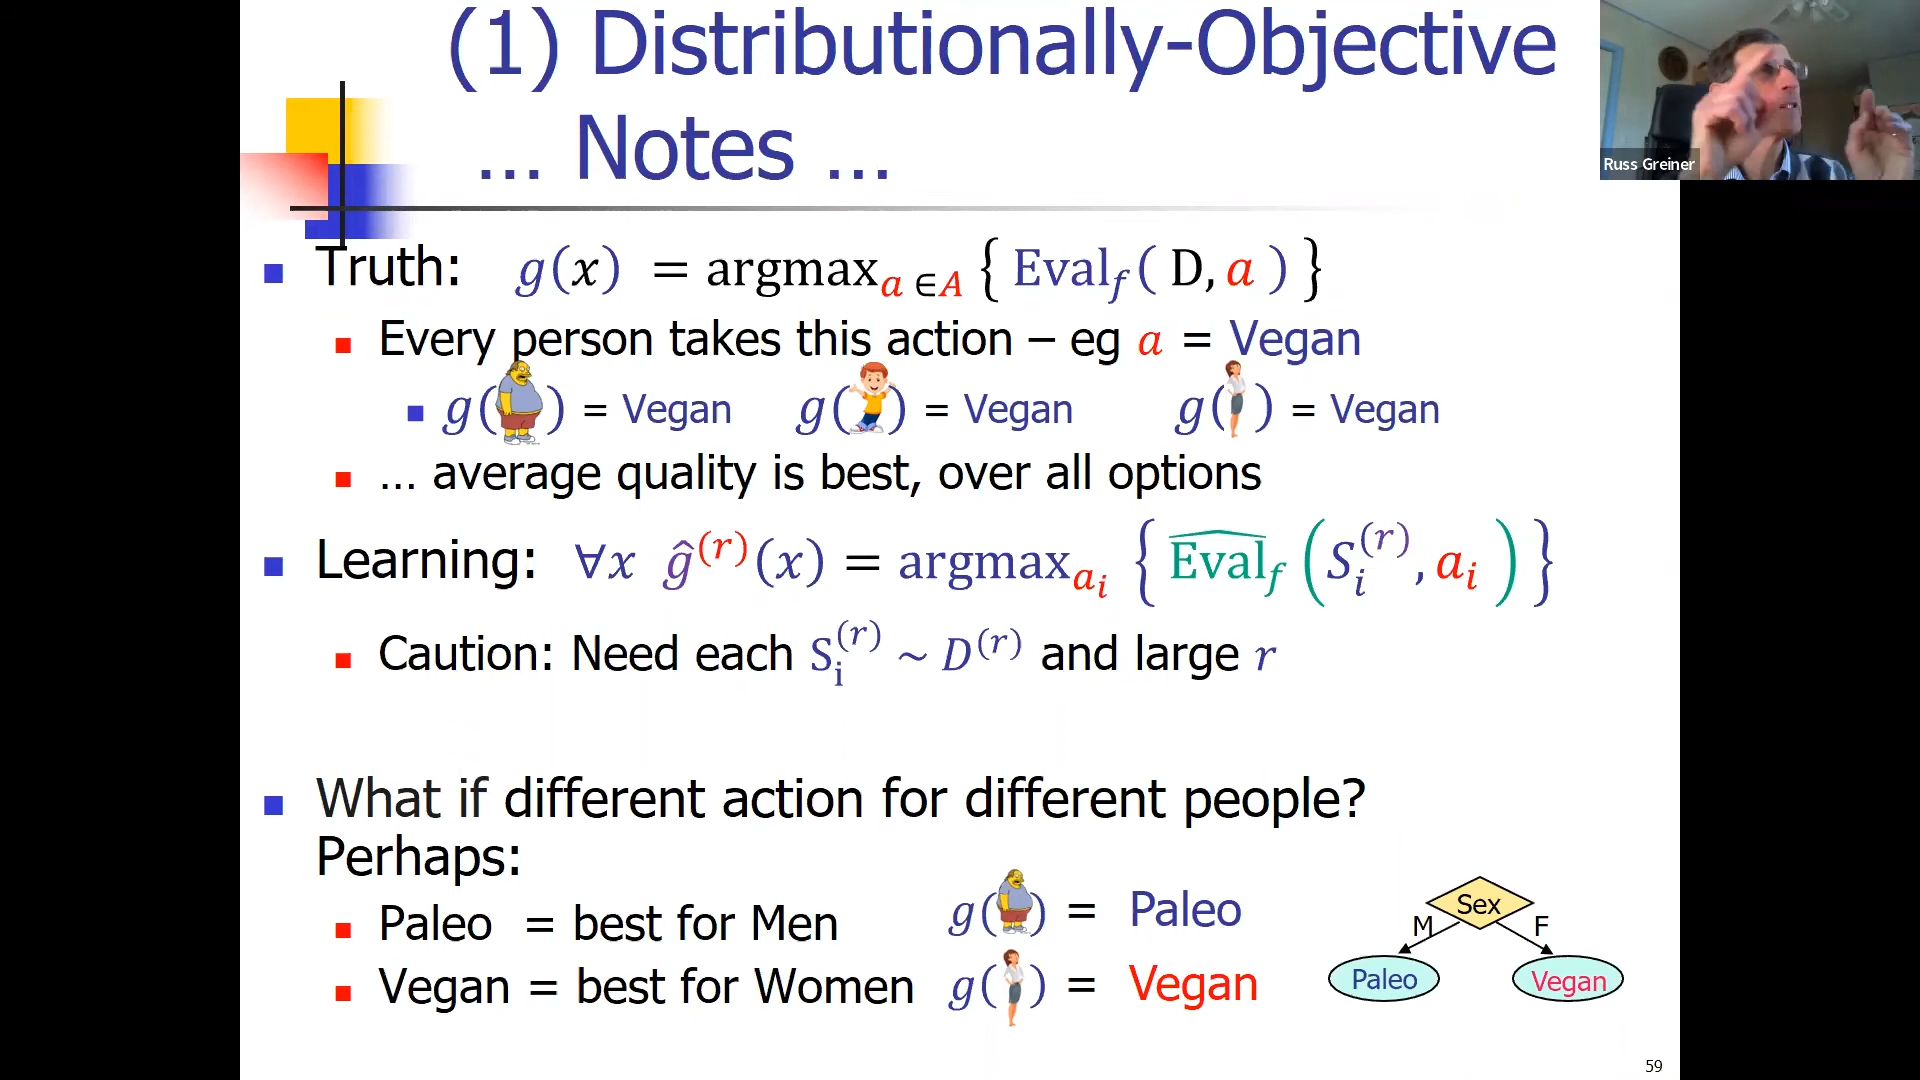 (1) Distributionally-Objective
… Notes …
Russ Greiner
Truth: g(x) = argmax_{a ∈A} { Eval_f( D, a ) }
Every person takes this action – eg a = Vegan
g( ) = Vegan g( ) = Vegan g( ) = Vegan
… average quality is best, over all options
Learning: ∀x ĝ^{(r)}(x) = argmax_{a_i} { \widehat{Eval}_f ( S_i^{(r)}, a_i ) }
Caution: Need each S_i^{(r)} ~ D^{(r)} and large r
What if different action for different people?
Perhaps:
Paleo = best for Men g( ) = Paleo
Vegan = best for Women g( ) = Vegan
Sex
M F
Paleo Vegan
59